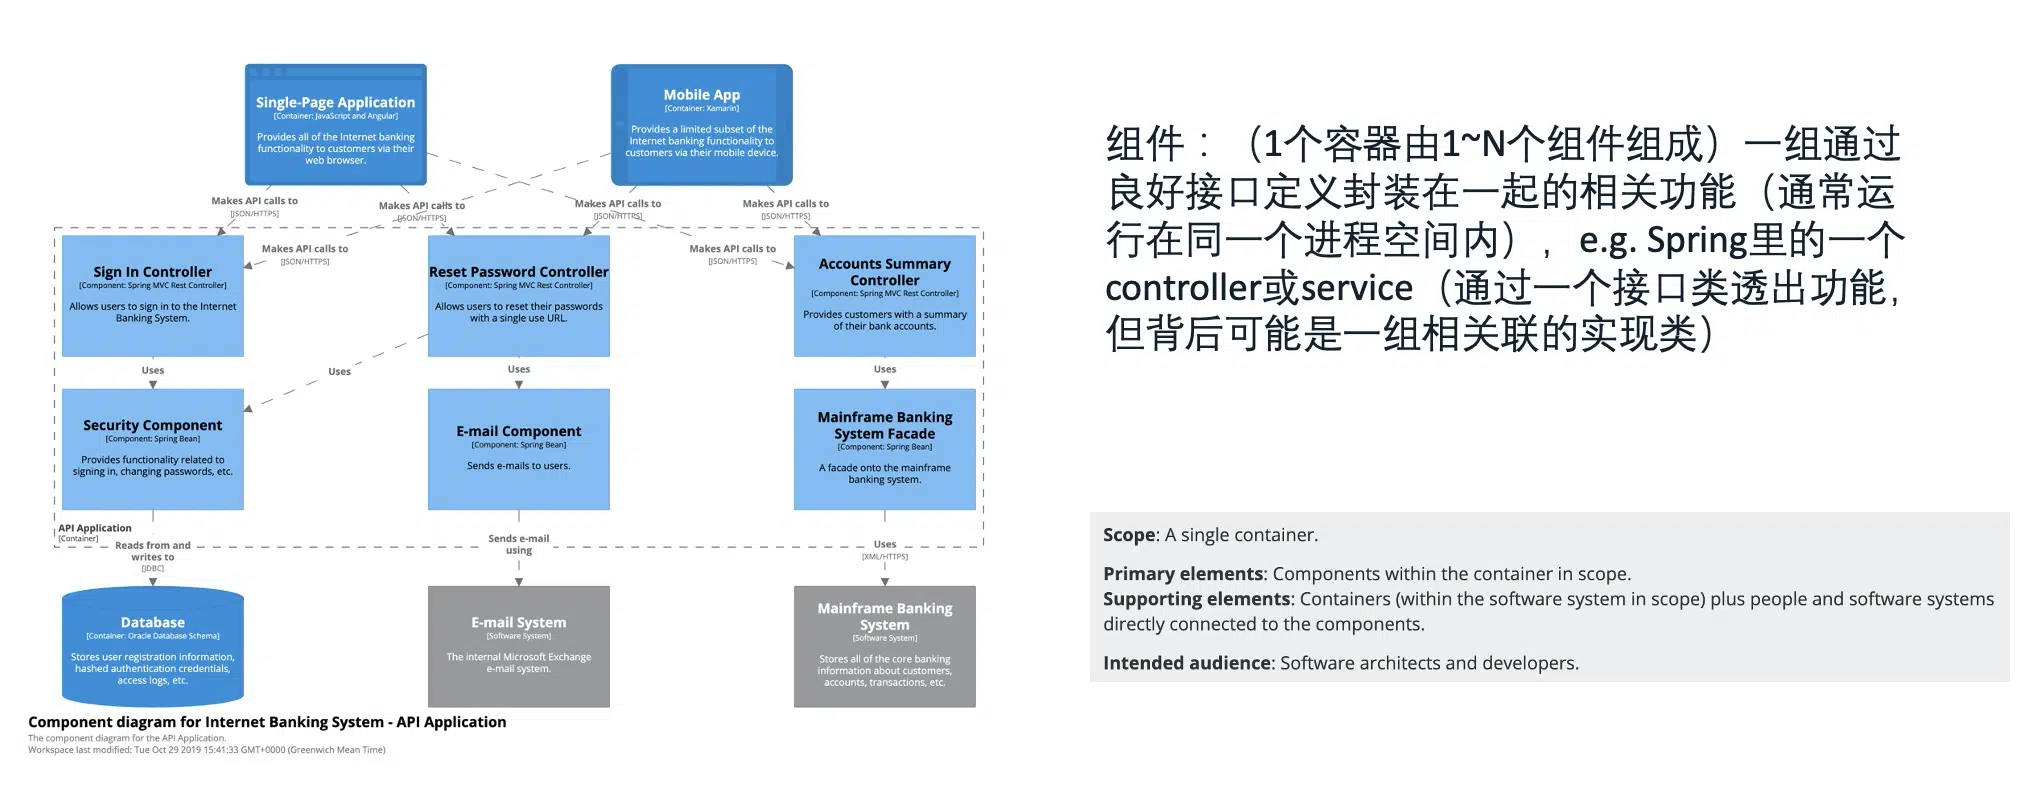 Single-Page Application
[Container: JavaScript and Angular]
Provides all of the Internet banking
functionality to customers via their
web browser.
Mobile App
[Container: Xamarin]
Provides a limited subset of the
Internet banking functionality to
customers via their mobile device.
Makes API calls to
[JSON/HTTPS]
Makes API calls to
[JSON/HTTPS]
Makes API calls to
[JSON/HTTPS]
Makes API calls to
[JSON/HTTPS]
Makes API calls to
[JSON/HTTPS]
Makes API calls to
[JSON/HTTPS]
Sign In Controller
[Component: Spring MVC Rest Controller]
Allows users to sign in to the Internet
Banking System.
Reset Password Controller
[Component: Spring MVC Rest Controller]
Allows users to reset their passwords
with a single use URL.
Accounts Summary
Controller
[Component: Spring MVC Rest Controller]
Provides customers with a summary
of their bank accounts.
Uses
Uses
Uses
Uses
Security Component
[Component: Spring Bean]
Provides functionality related to
signing in, changing passwords, etc.
E-mail Component
[Component: Spring Bean]
Sends e-mails to users.
Mainframe Banking
System Facade
[Component: Spring Bean]
A facade onto the mainframe
banking system.
API Application
[Container]
Reads from and
writes to
[JDBC]
Sends e-mail
using
Uses
[XML/HTTPS]
Database
[Container: Oracle Database Schema]
Stores user registration information,
hashed authentication credentials,
access logs, etc.
E-mail System
[Software System]
The internal Microsoft Exchange
e-mail system.
Mainframe Banking
System
[Software System]
Stores all of the core banking
information about customers,
accounts, transactions, etc.
Component diagram for Internet Banking System - API Application
The component diagram for the API Application.
Workspace last modified: Tue Oct 29 2019 15:41:33 GMT+0000 (Greenwich Mean Time)
组件：（1个容器由1~N个组件组成）一组通过
良好接口定义封装在一起的相关功能（通常运
行在同一个进程空间内），e.g. Spring里的一个
controller或service（通过一个接口类透出功能，
但背后可能是一组相关联的实现类）
Scope: A single container.
Primary elements: Components within the container in scope.
Supporting elements: Containers (within the software system in scope) plus people and software systems
directly connected to the components.
Intended audience: Software architects and developers.